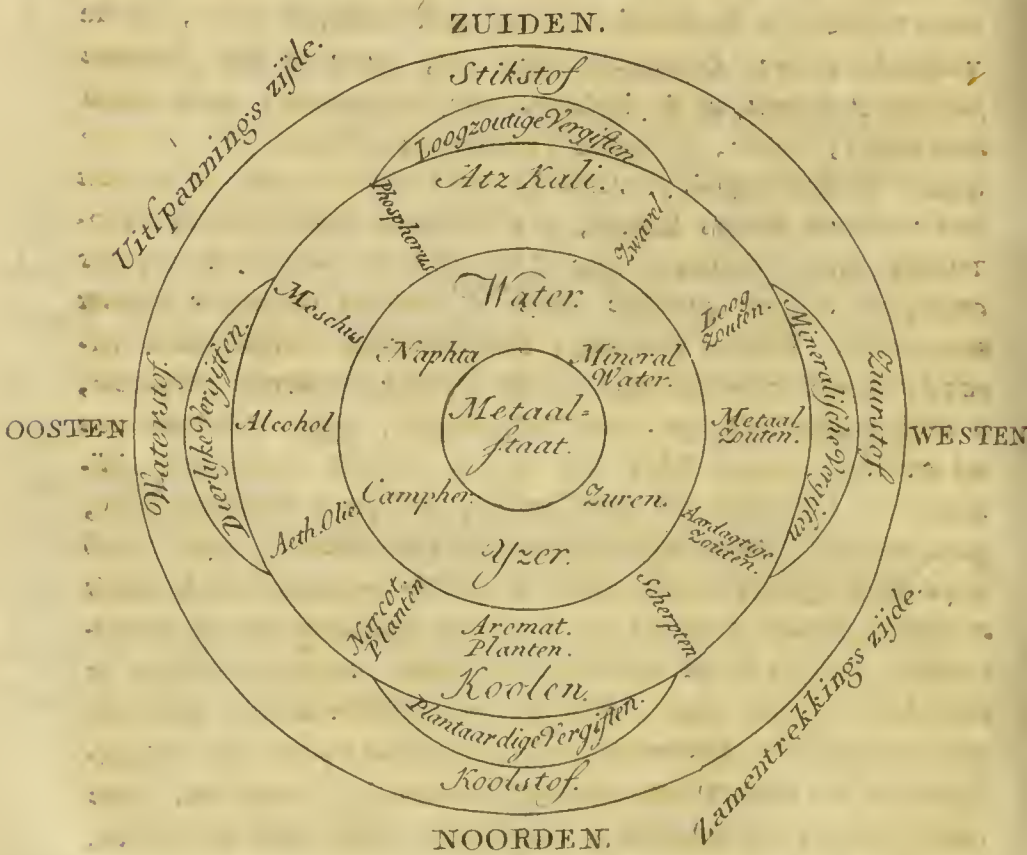 ZUIDEN.
Uitſpannings zijde.
Stikstof
Loogzoutige Vergiften
Atz Kali.
Phosphorus
Zwavel
Water.
Meschus
Loog
Zouten.
Naphta
Mineral
Water.
OOSTEN
Waterstof.
Dierlyke Vergiften.
Alcohol
Metaal=
ſtaat.
Metaal
Zouten.
Mineraliſche Vergiften
Zuurstof.
WESTEN
Campher.
Zuren.
Aeth. Olie
Aardagtige
Zouten.
Yzer.
Narcot.
Planten
Aromat.
Planten.
Scherpten
Koolen.
Plantaardige Vergiften.
Koolstof.
Zamentrekkings zijde.
NOORDEN.